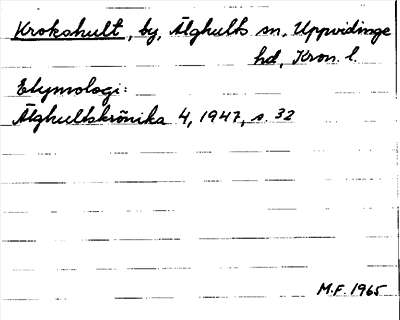 Krokshult, by, Älghults sn, Uppvidinge
hd, Kron. l.
Etymologi:
Älghultskrönika 4, 1947, s. 32
M.F. 1965